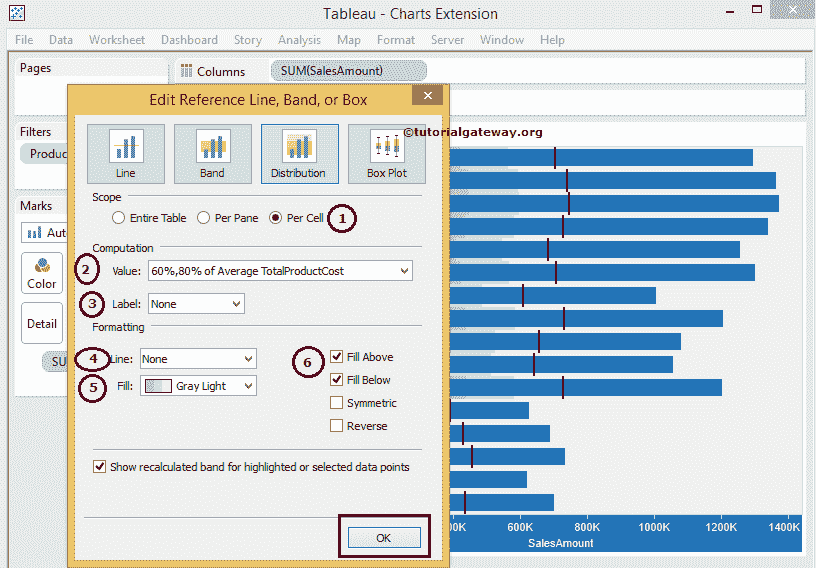 Tableau - Charts Extension
File Data Worksheet Dashboard Story Analysis Map Format Server Window Help
Pages
Columns SUM(SalesAmount)
Edit Reference Line, Band, or Box
©tutorialgateway.org
Filters
Produc
Line Band Distribution Box Plot
Scope
Marks
Entire Table Per Pane Per Cell 1
Aut
Computation
2 Value: 60%,80% of Average TotalProductCost
Color
3 Label: None
Detail
Formatting
SU
4 Line: None
6 Fill Above
5 Fill: Gray Light
Fill Below
Symmetric
Reverse
Show recalculated band for highlighted or selected data points
OK
00K 600K 800K 1000K 1200K 1400K
SalesAmount